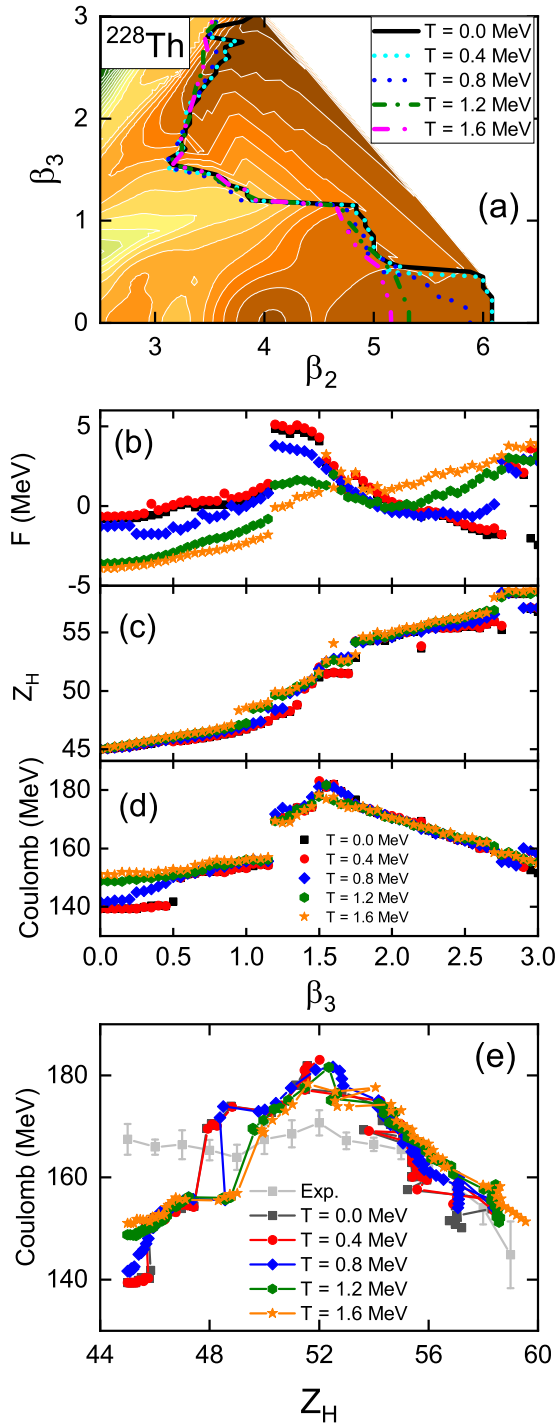 228Th
T = 0.0 MeV
T = 0.4 MeV
T = 0.8 MeV
T = 1.2 MeV
T = 1.6 MeV
3
2
1
0
β3
(a)
3 4 5 6
β2
(b)
5
0
-5
F (MeV)
(c)
55
50
45
ZH
(d)
180
160
140
Coulomb (MeV)
T = 0.0 MeV
T = 0.4 MeV
T = 0.8 MeV
T = 1.2 MeV
T = 1.6 MeV
0.0 0.5 1.0 1.5 2.0 2.5 3.0
β3
(e)
180
160
140
Coulomb (MeV)
Exp.
T = 0.0 MeV
T = 0.4 MeV
T = 0.8 MeV
T = 1.2 MeV
T = 1.6 MeV
44 48 52 56 60
ZH